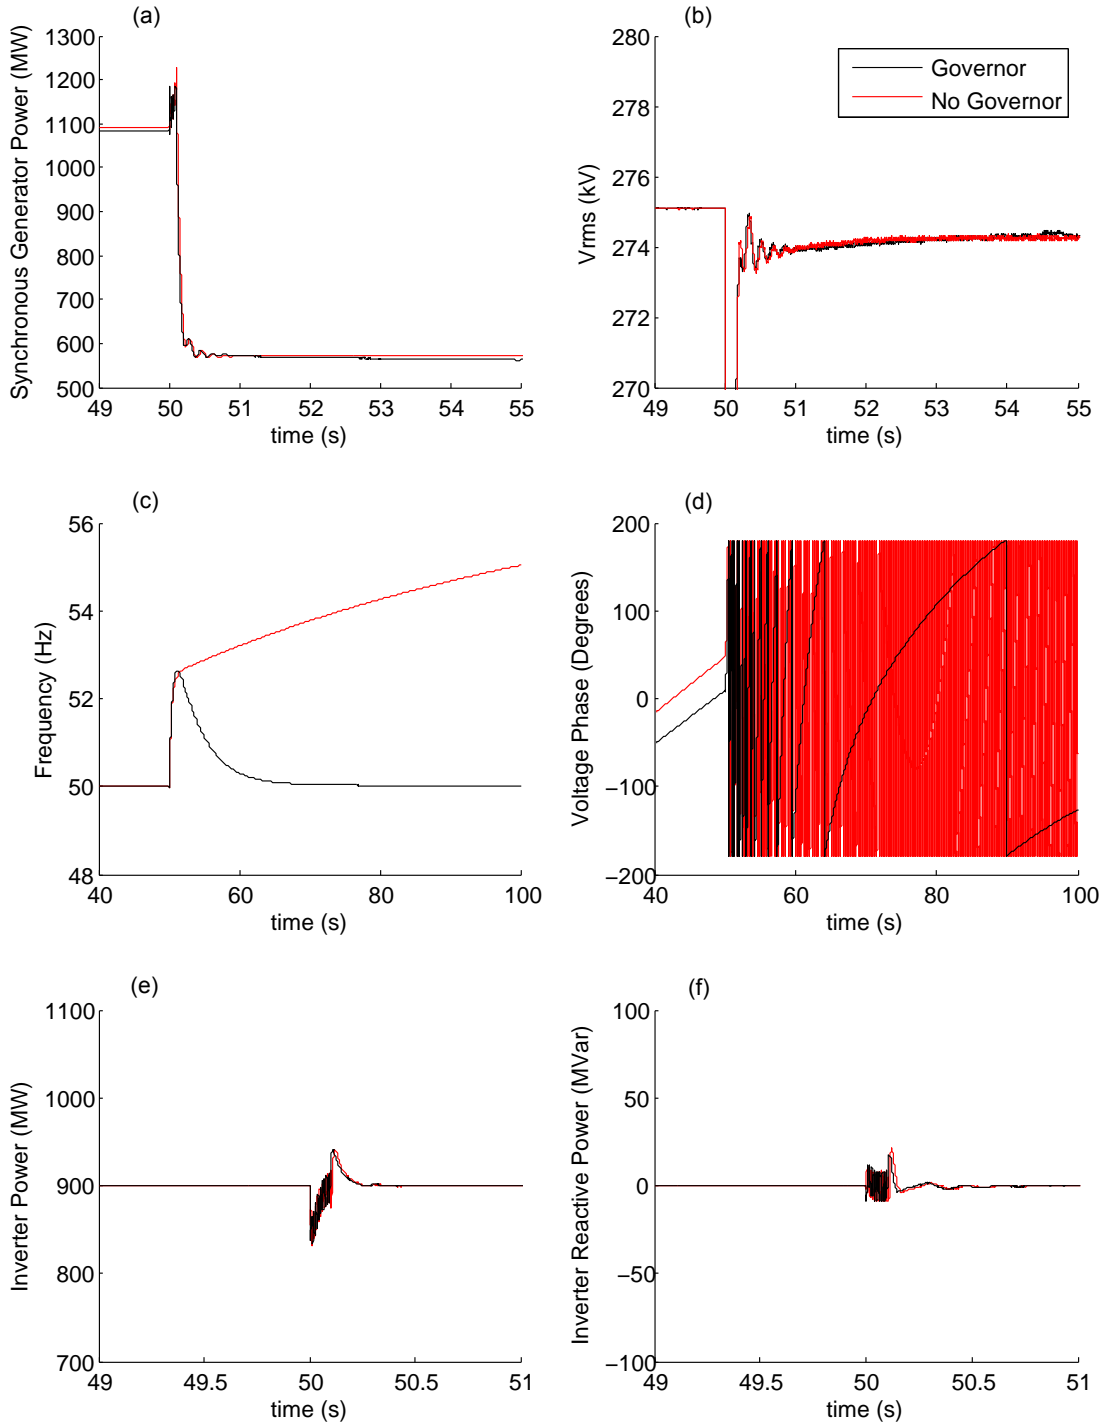 (a)
1300
1200
1100
1000
900
800
700
600
500
49 50 51 52 53 54 55
time (s)
Synchronous Generator Power (MW)
(b)
280
278
276
274
272
270
49 50 51 52 53 54 55
time (s)
Vrms (kV)
Governor
No Governor
(c)
56
54
52
50
48
40 60 80 100
time (s)
Frequency (Hz)
(d)
200
100
0
−100
−200
40 60 80 100
time (s)
Voltage Phase (Degrees)
(e)
1100
1000
900
800
700
49 49.5 50 50.5 51
time (s)
Inverter Power (MW)
(f)
100
50
0
−50
−100
49 49.5 50 50.5 51
time (s)
Inverter Reactive Power (MVar)